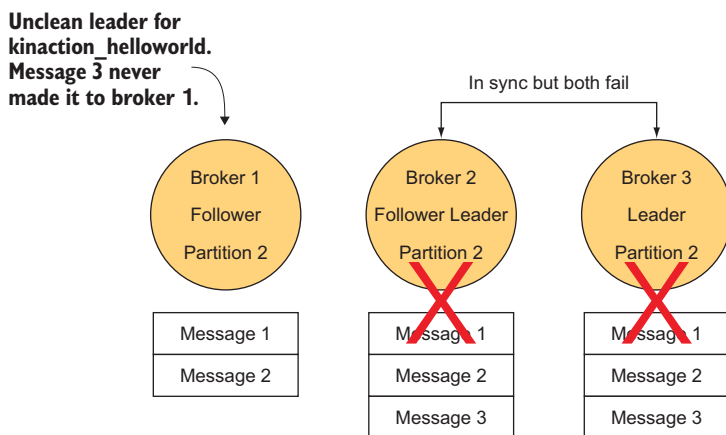 Unclean leader for
kinaction_helloworld.
Message 3 never
made it to broker 1.
In sync but both fail
Broker 1
Follower
Partition 2
Broker 2
Follower Leader
Partition 2
Broker 3
Leader
Partition 2
Message 1
Message 2
Message 1
Message 2
Message 3
Message 1
Message 2
Message 3